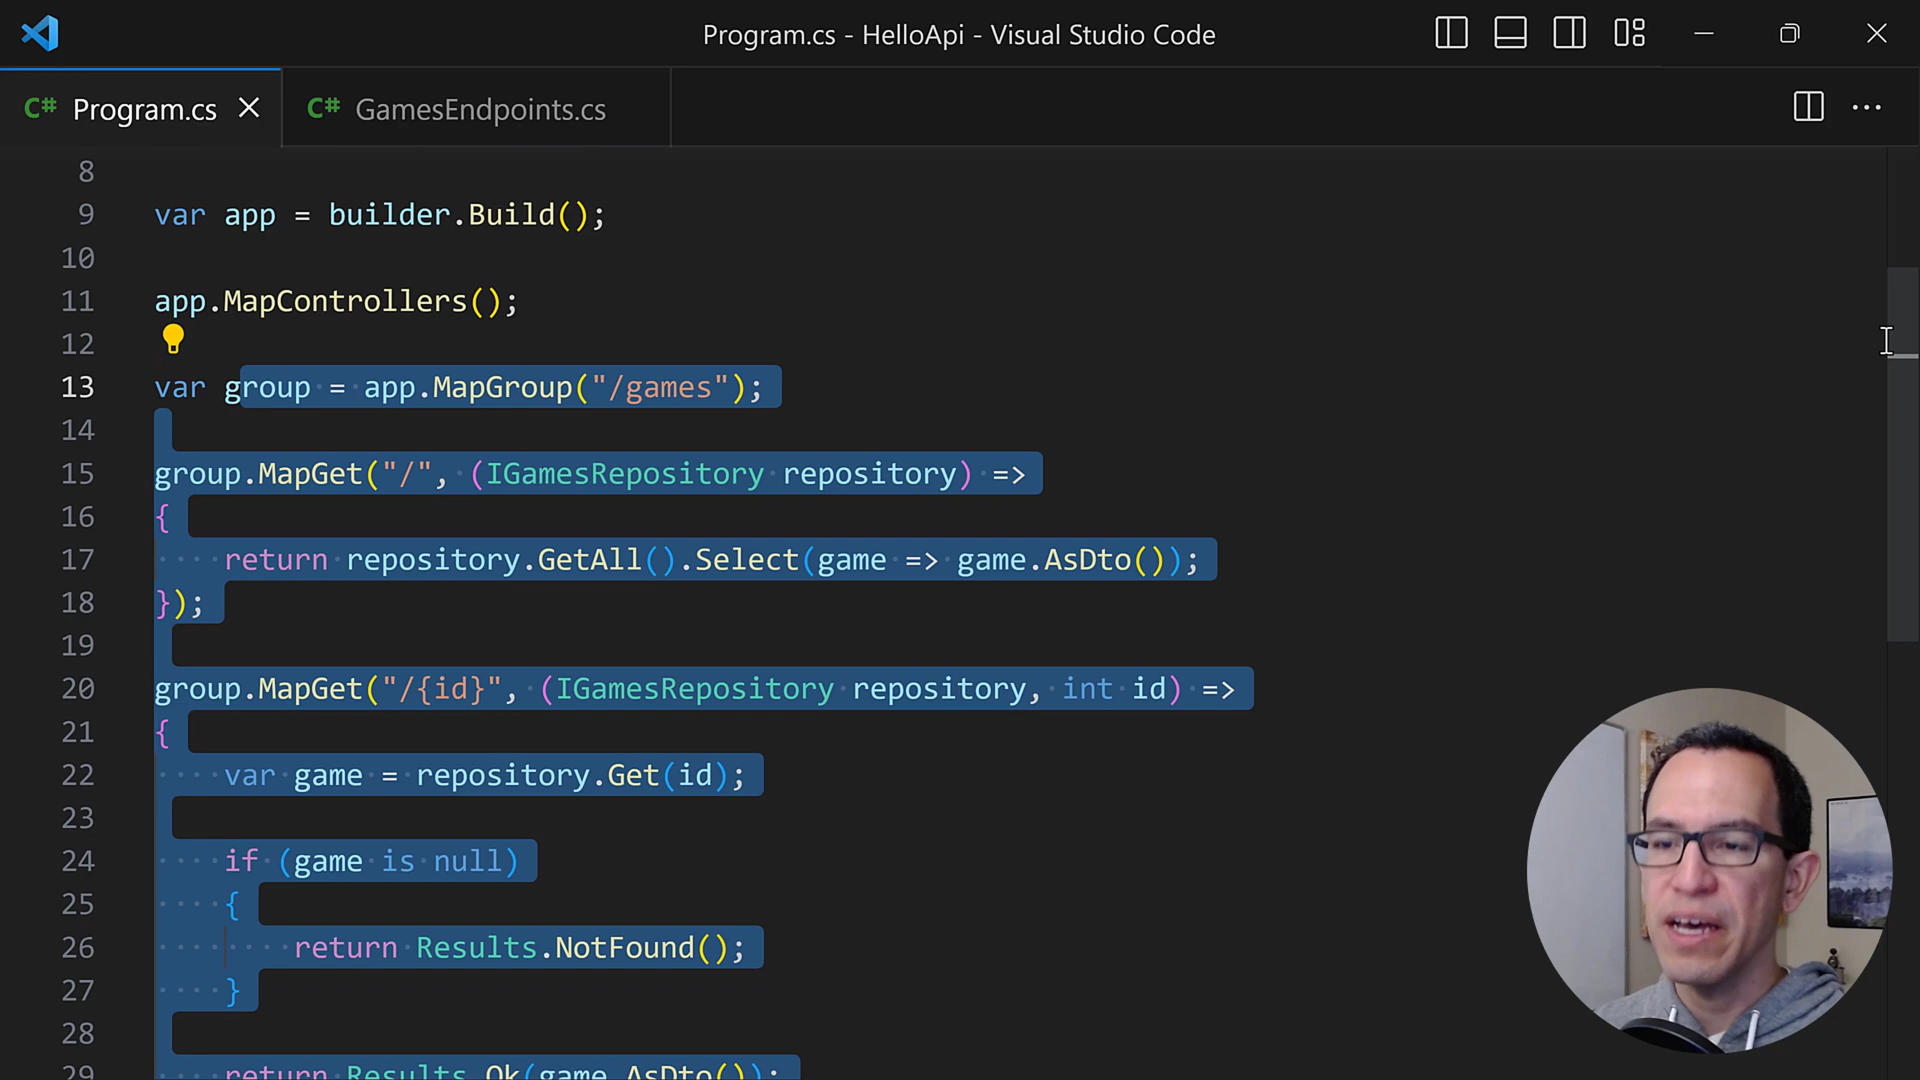 Program.cs - HelloApi - Visual Studio Code
C# Program.cs
C# GamesEndpoints.cs
8
9 var app = builder.Build();
10
11 app.MapControllers();
12
13 var group = app.MapGroup("/games");
14
15 group.MapGet("/", (IGamesRepository repository) =>
16 {
17 return repository.GetAll().Select(game => game.AsDto());
18 });
19
20 group.MapGet("/{id}", (IGamesRepository repository, int id) =>
21 {
22 var game = repository.Get(id);
23
24 if (game is null)
25 {
26 return Results.NotFound();
27 }
28
29 return Results.Ok(game.AsDto());